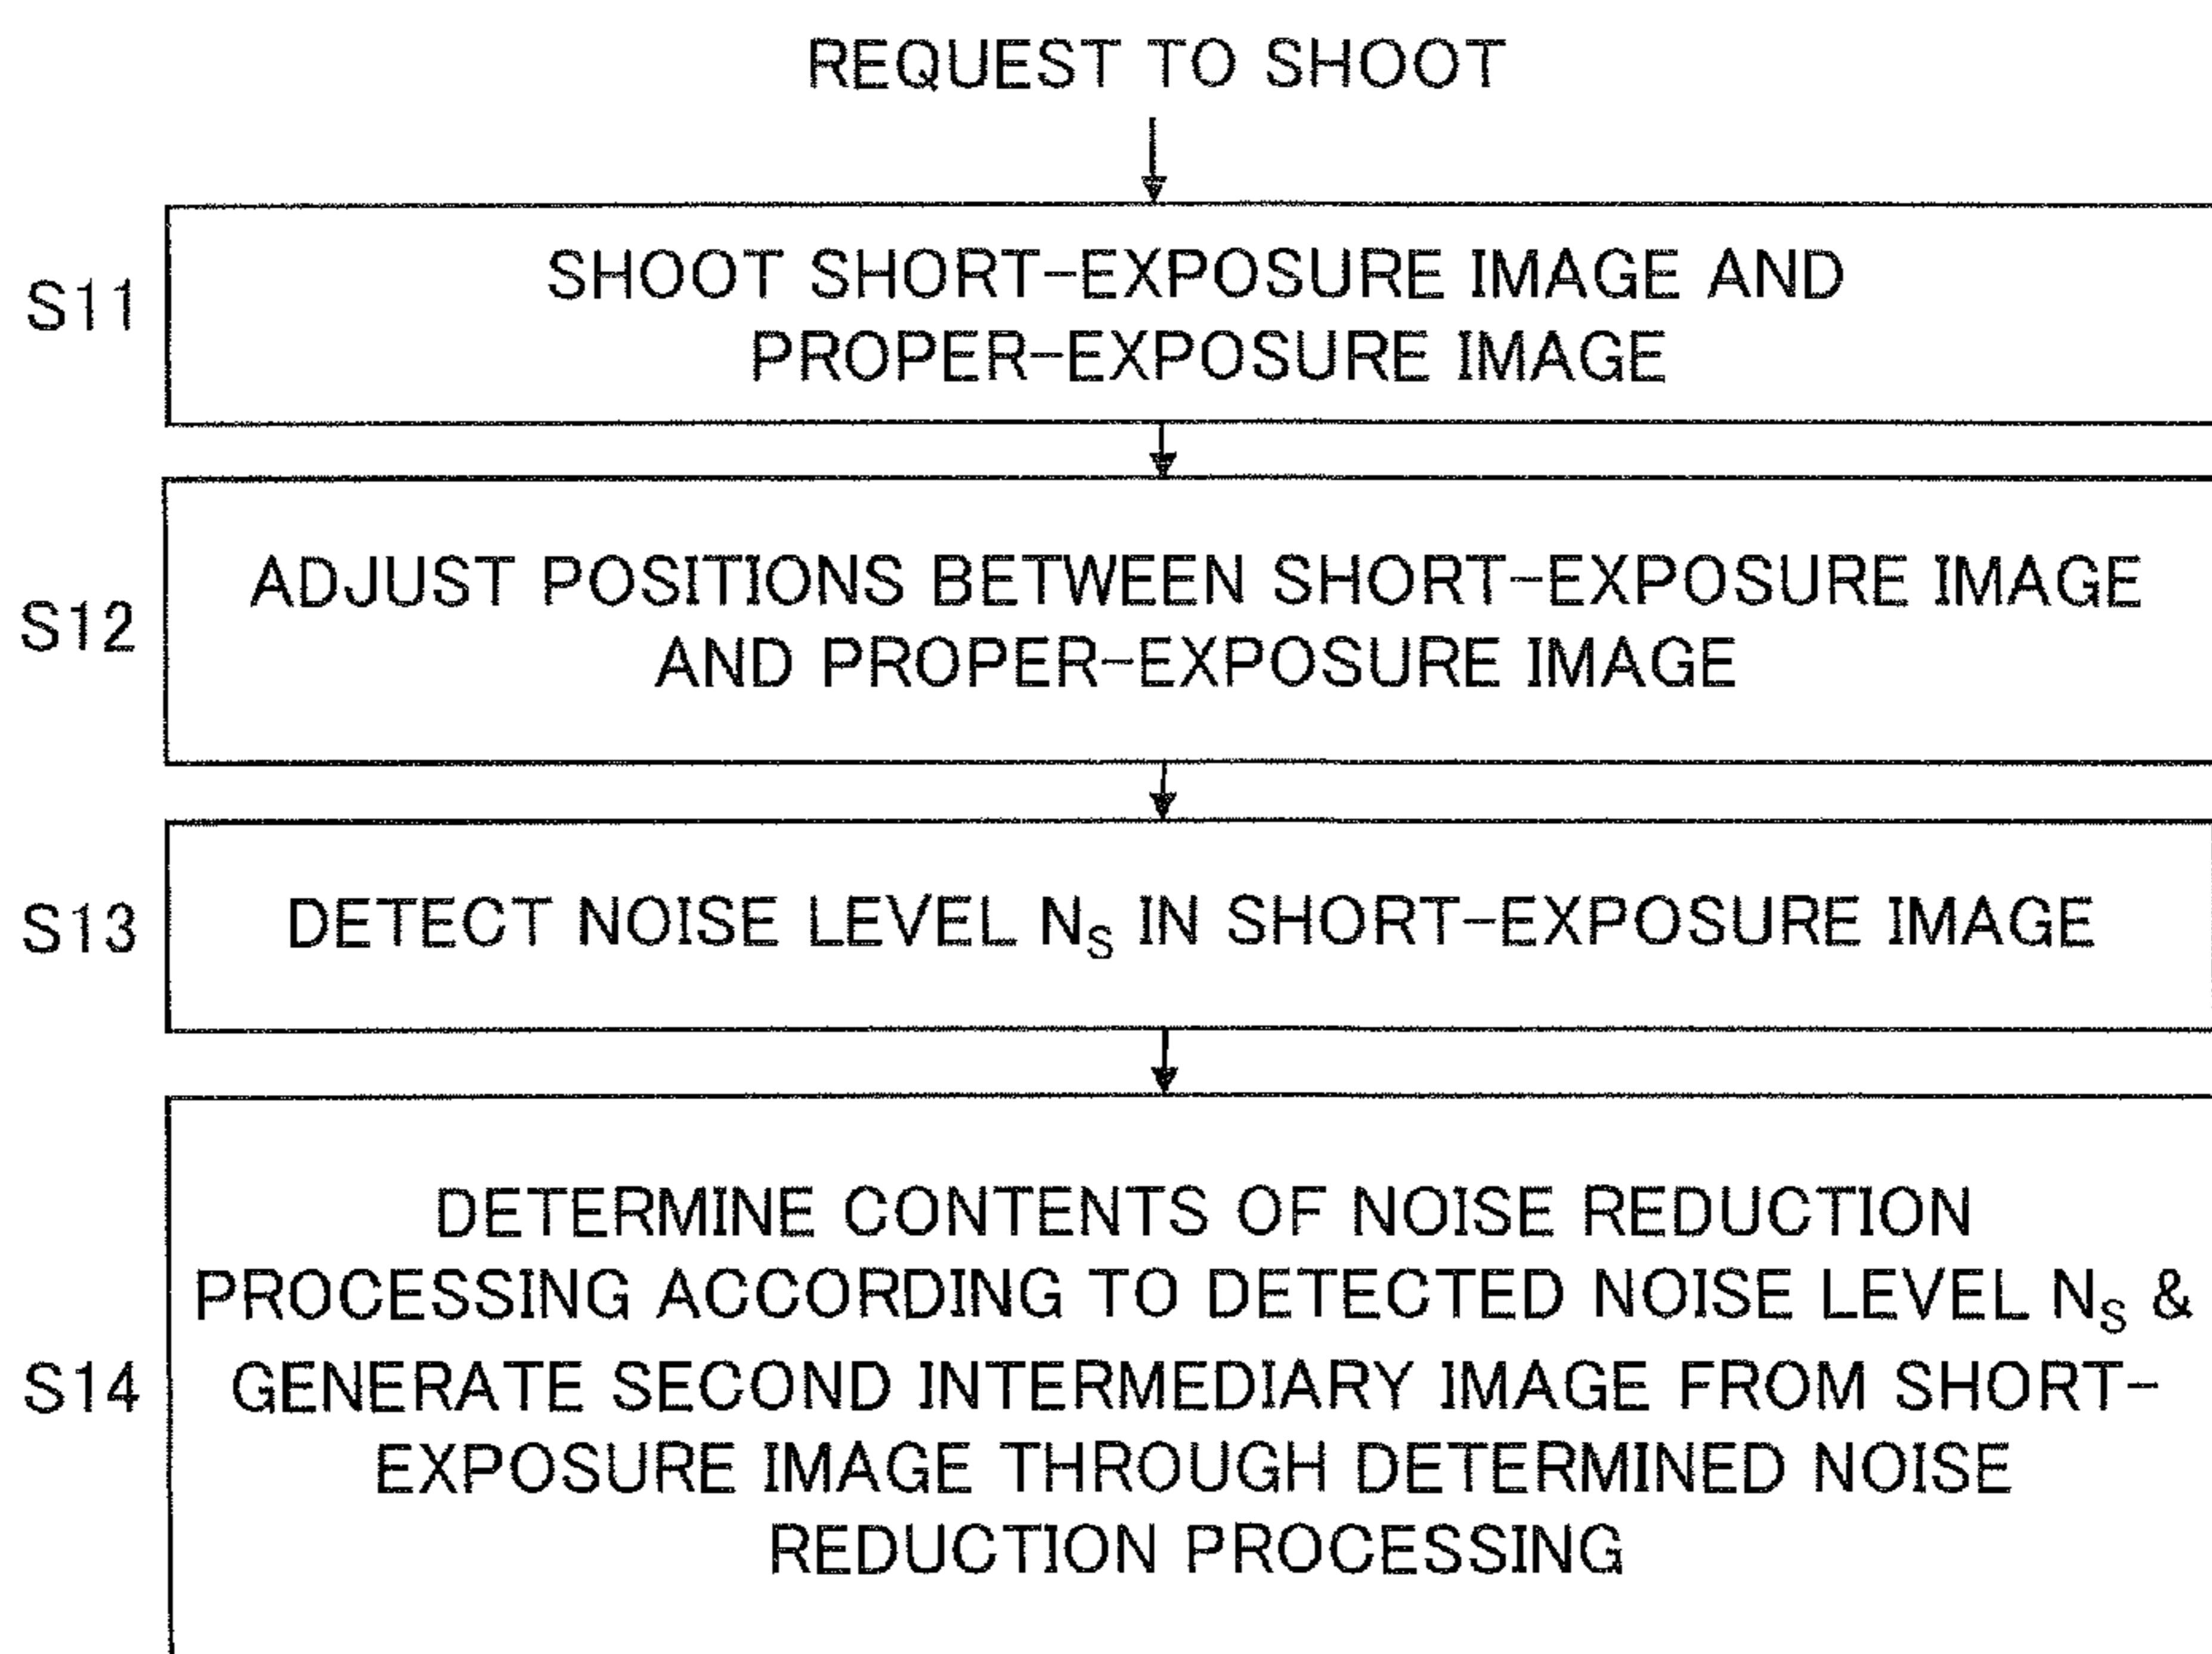 REQUEST TO SHOOT
S11
SHOOT SHORT-EXPOSURE IMAGE AND
PROPER-EXPOSURE IMAGE
S12
ADJUST POSITIONS BETWEEN SHORT-EXPOSURE IMAGE
AND PROPER-EXPOSURE IMAGE
S13
DETECT NOISE LEVEL NS IN SHORT-EXPOSURE IMAGE
S14
DETERMINE CONTENTS OF NOISE REDUCTION
PROCESSING ACCORDING TO DETECTED NOISE LEVEL NS &
GENERATE SECOND INTERMEDIARY IMAGE FROM SHORT-
EXPOSURE IMAGE THROUGH DETERMINED NOISE
REDUCTION PROCESSING